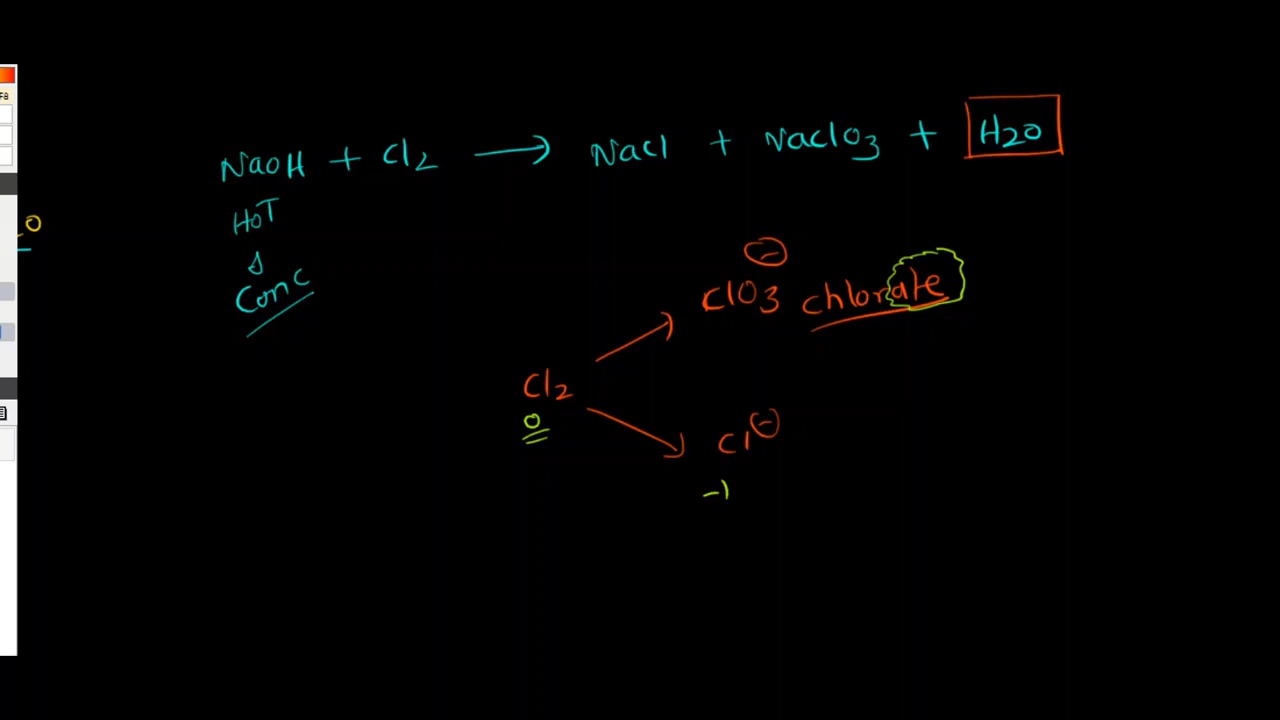 NaOH + Cl2 → NaCl + NaClO3 + H2O
HOT
&
Conc
ClO3⊖ chlorate
Cl2
0
Cl⊖
-1